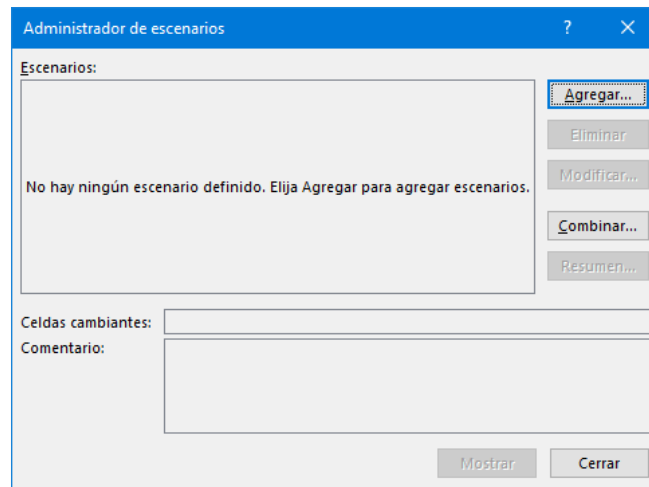 Administrador de escenarios ? ×
Escenarios:
Agregar...
Eliminar
Modificar...
No hay ningún escenario definido. Elija Agregar para agregar escenarios.
Combinar...
Resumen...
Celdas cambiantes:
Comentario:
Mostrar Cerrar